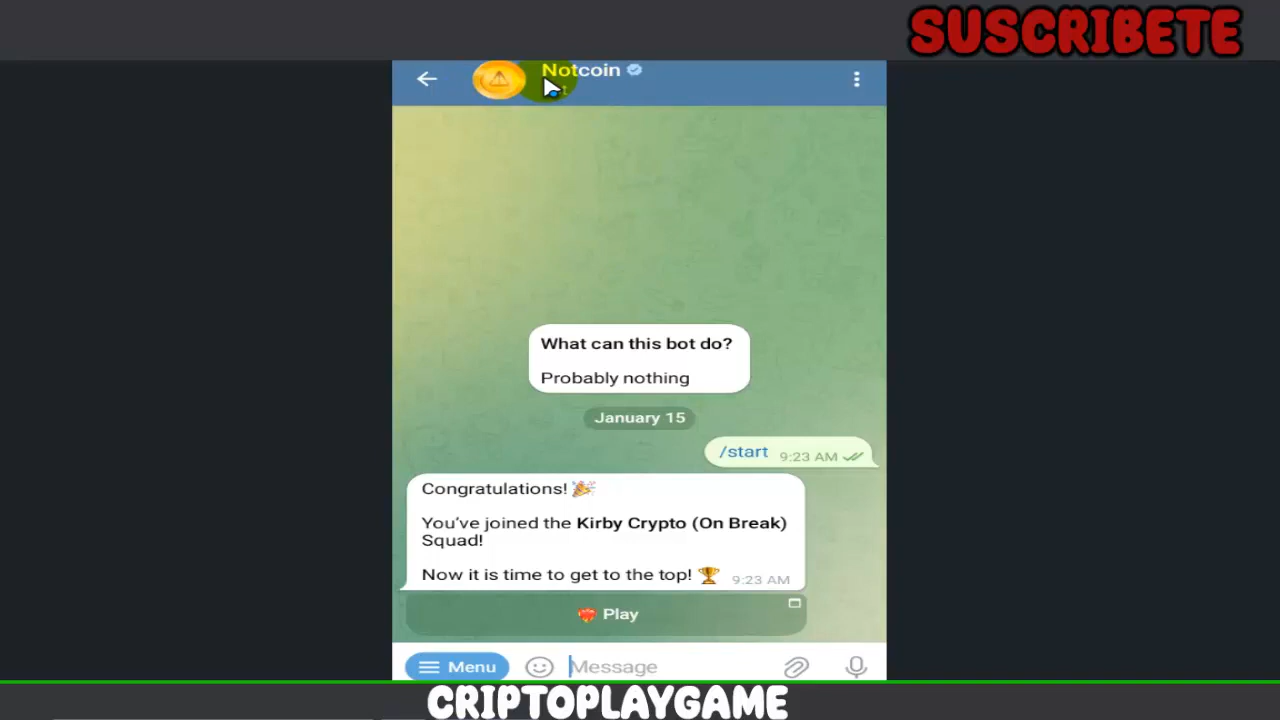 SUSCRIBETE
Notcoin
What can this bot do?
Probably nothing
January 15
/start 9:23 AM
Congratulations! 🎉
You've joined the Kirby Crypto (On Break)
Squad!
Now it is time to get to the top! 🏆 9:23 AM
Play
Menu
Message
CRIPTOPLAYGAME